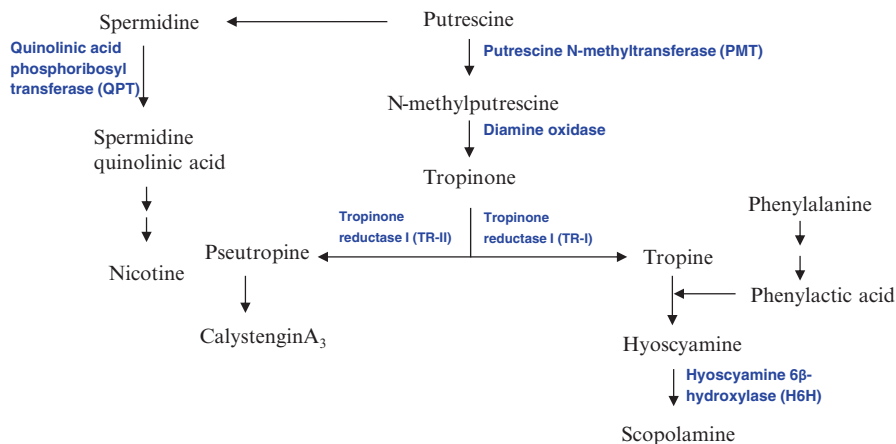 Spermidine
Putrescine
Quinolinic acid
phosphoribosyl
transferase (QPT)
Putrescine N-methyltransferase (PMT)
N-methylputrescine
Diamine oxidase
Spermidine
quinolinic acid
Tropinone
Tropinone
reductase I (TR-II)
Tropinone
reductase I (TR-I)
Phenylalanine
Nicotine
Pseutropine
Tropine
Phenylactic acid
CalystenginA3
Hyoscyamine
Hyoscyamine 6β-
hydroxylase (H6H)
Scopolamine